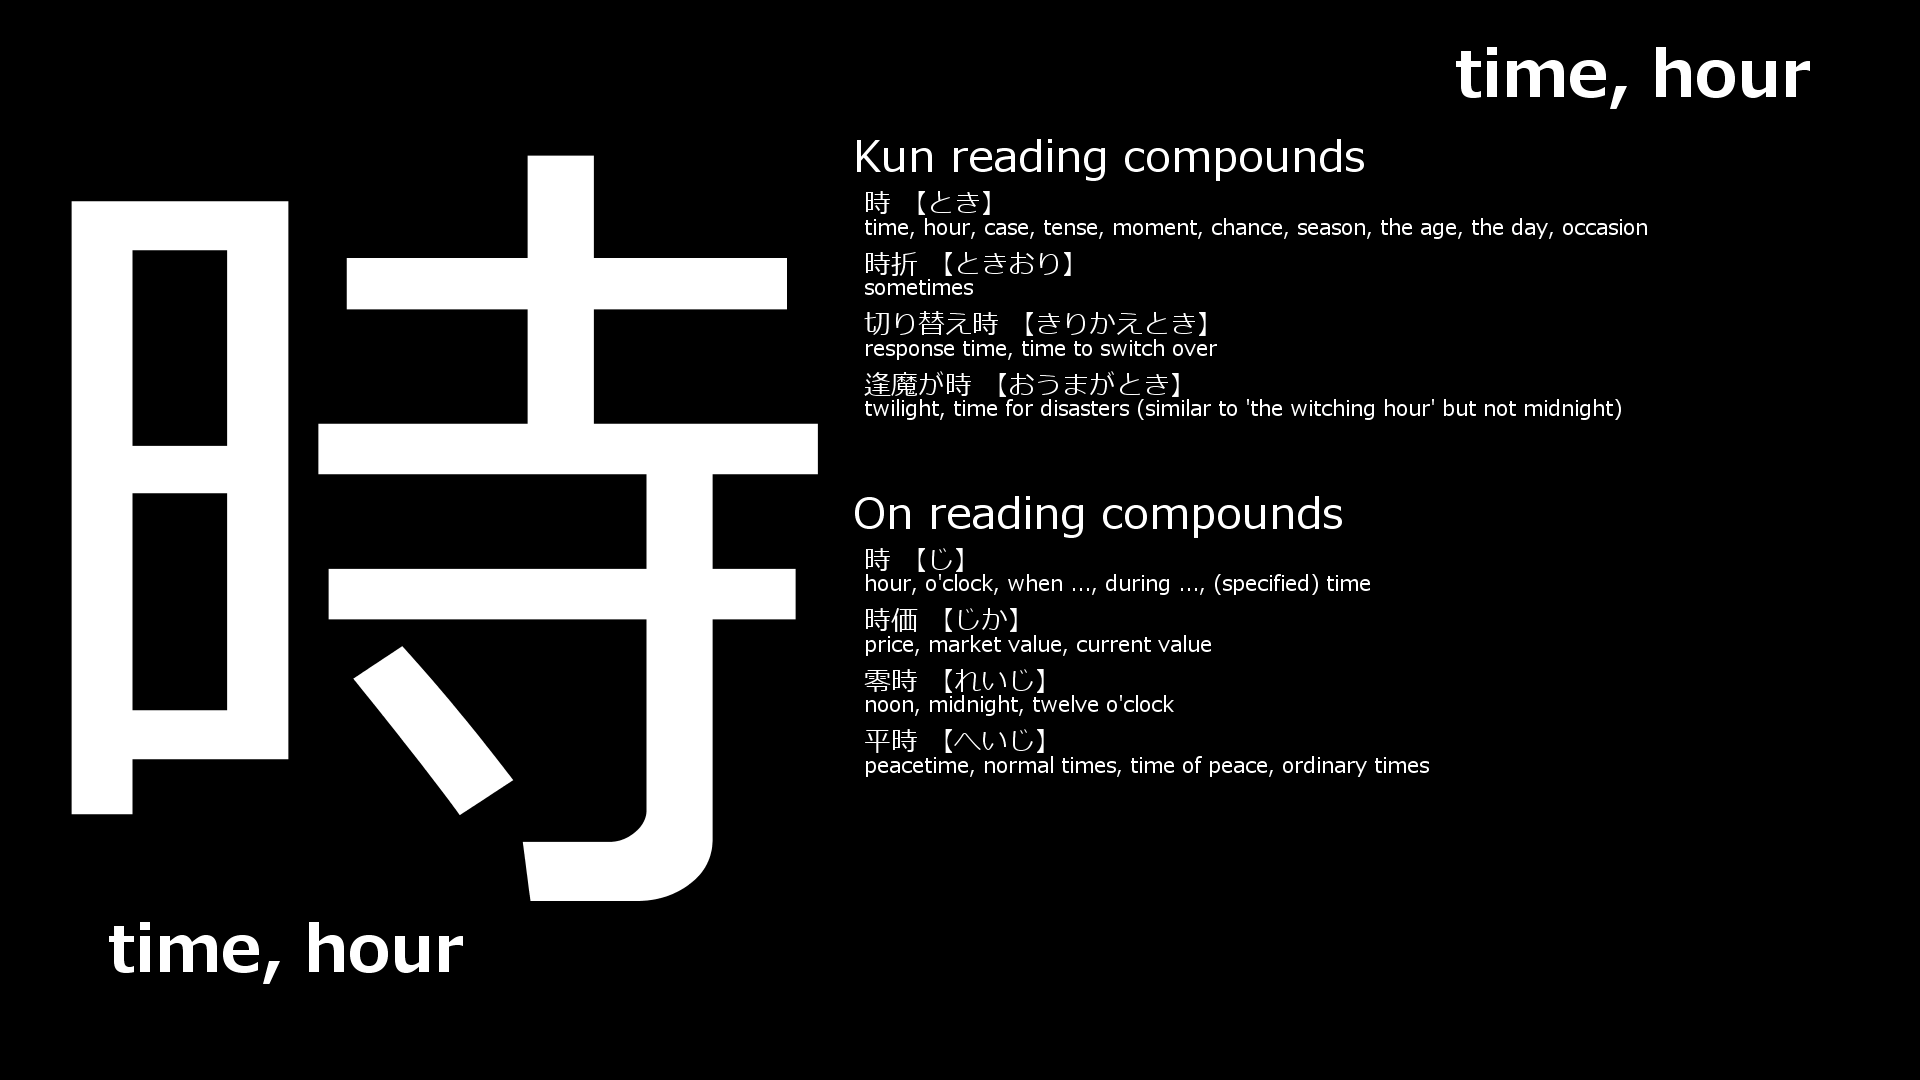 time, hour
時
Kun reading compounds
時 【とき】
time, hour, case, tense, moment, chance, season, the age, the day, occasion
時折 【ときおり】
sometimes
切り替え時 【きりかえとき】
response time, time to switch over
逢魔が時 【おうまがとき】
twilight, time for disasters (similar to 'the witching hour' but not midnight)
On reading compounds
時 【じ】
hour, o'clock, when ..., during ..., (specified) time
時価 【じか】
price, market value, current value
零時 【れいじ】
noon, midnight, twelve o'clock
平時 【へいじ】
peacetime, normal times, time of peace, ordinary times
time, hour